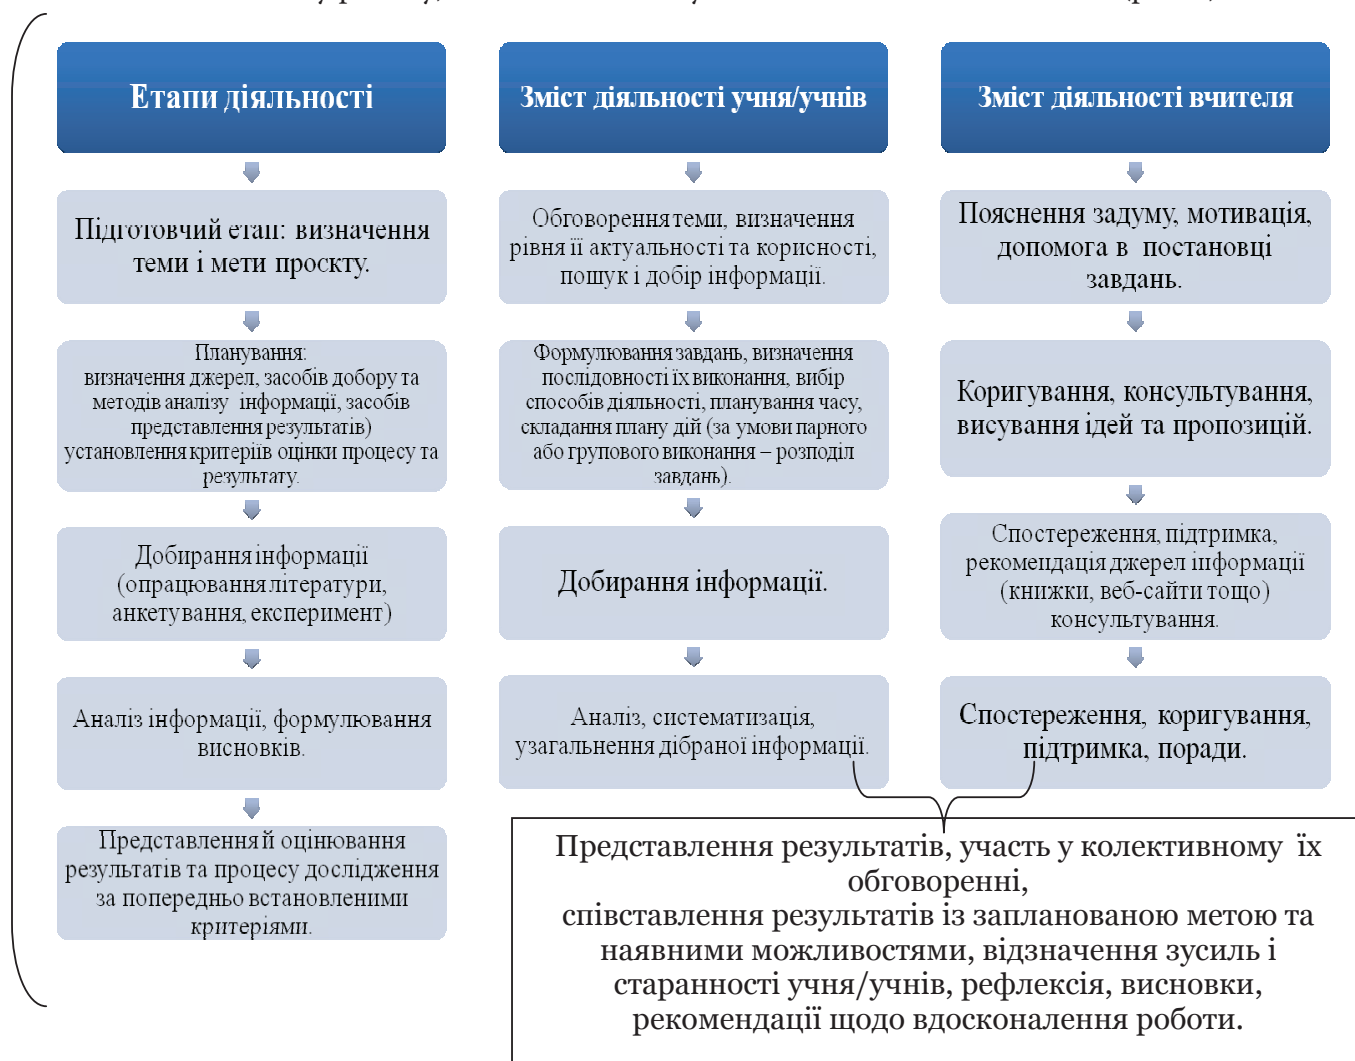 Етапи діяльності
Підготовчий етап: визначення
теми і мети проєкту.
Планування:
визначення джерел, засобів добору та
методів аналізу інформації, засобів
представлення результатів)
установлення критеріїв оцінки процесу та
результату.
Добирання інформації
(опрацювання літератури,
анкетування, експеримент)
Аналіз інформації, формулювання
висновків.
Представлення й оцінювання
результатів та процесу дослідження
за попередньо встановленими
критеріями.
Зміст діяльності учня/учнів
Обговорення теми, визначення
рівня її актуальності та корисності,
пошук і добір інформації.
Формулювання завдань, визначення
послідовності їх виконання, вибір
способів діяльності, планування часу,
складання плану дій (за умови парного
або групового виконання – розподіл
завдань).
Добирання інформації.
Аналіз, систематизація,
узагальнення дібраної інформації.
Зміст діяльності вчителя
Пояснення задуму, мотивація,
допомога в постановці
завдань.
Коригування, консультування,
висування ідей та пропозицій.
Спостереження, підтримка,
рекомендація джерел інформації
(книжки, веб-сайти тощо)
консультування.
Спостереження, коригування,
підтримка, поради.
Представлення результатів, участь у колективному їх
обговоренні,
співставлення результатів із запланованою метою та
наявними можливостями, відзначення зусиль і
старанності учня/учнів, рефлексія, висновки,
рекомендації щодо вдосконалення роботи.